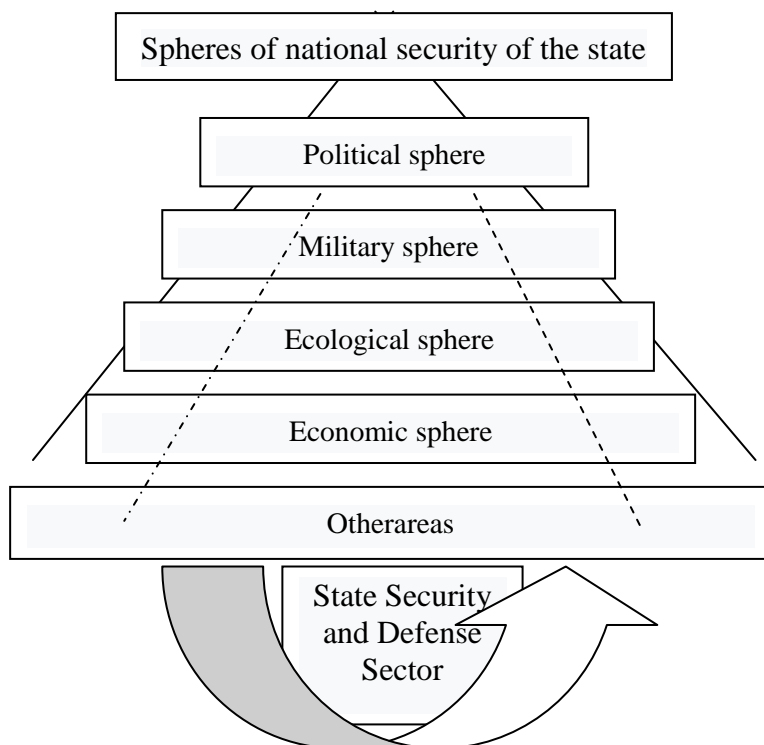 Spheres of national security of the state
Political sphere
Military sphere
Ecological sphere
Economic sphere
Otherareas
State Security
and Defense
Sector